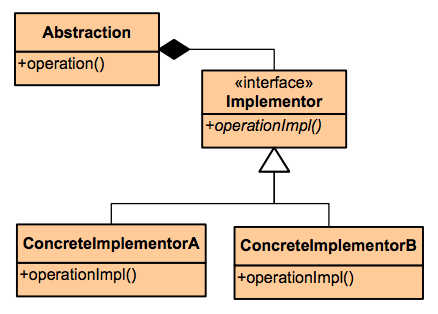 Abstraction
+operation()
«interface»
Implementor
+operationImpl()
ConcreteImplementorA
+operationImpl()
ConcreteImplementorB
+operationImpl()